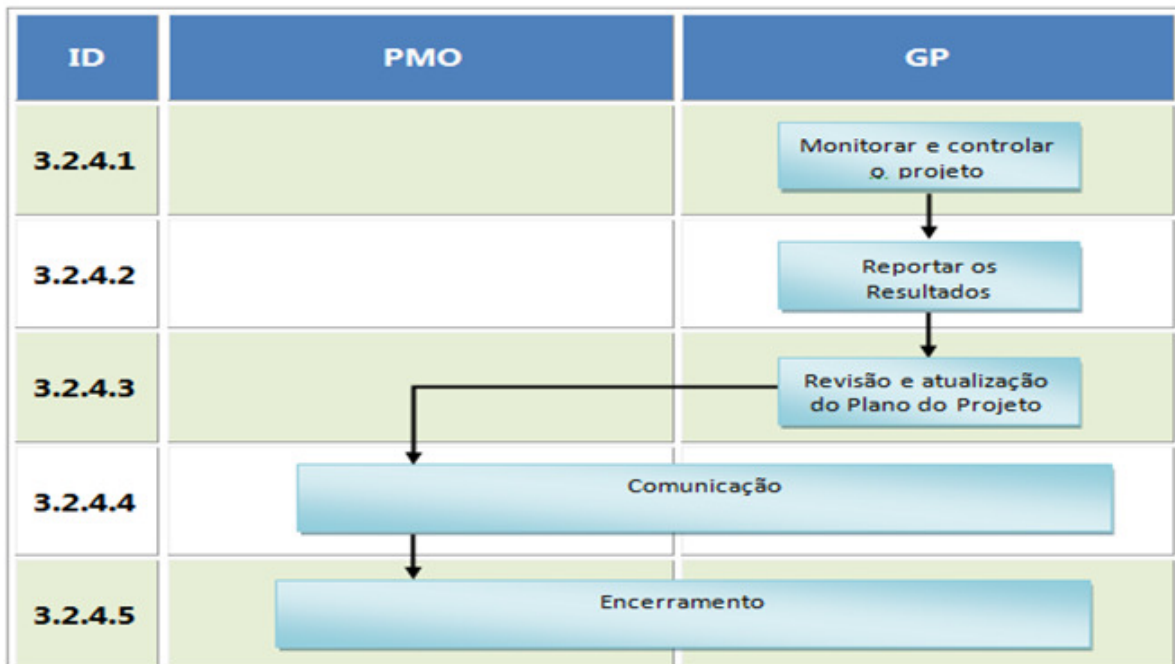 ID PMO GP
3.2.4.1
Monitorar e controlar
o projeto
3.2.4.2
Reportar os
Resultados
3.2.4.3
Revisão e atualização
do Plano do Projeto
3.2.4.4
Comunicação
3.2.4.5
Encerramento